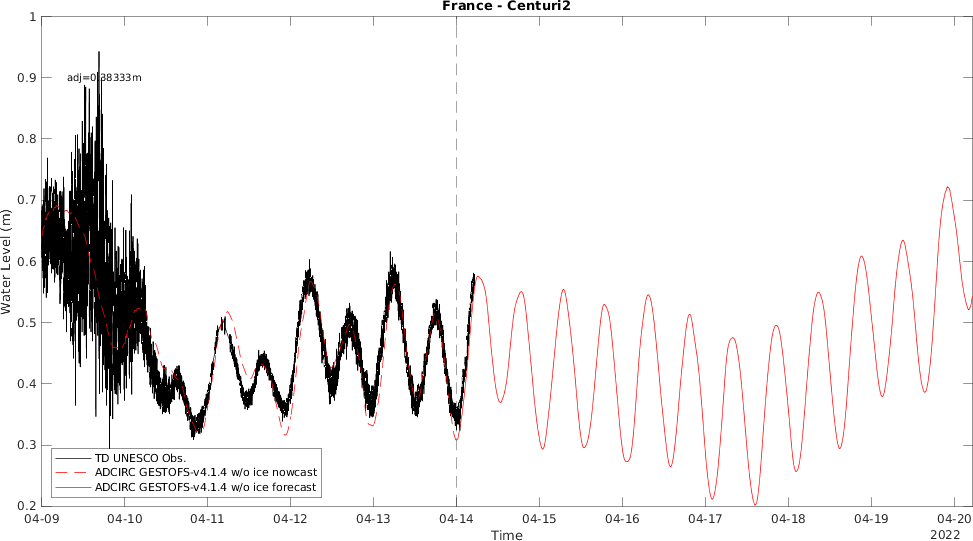 France - Centuri2
1
0.9
0.8
0.7
0.6
0.5
0.4
0.3
0.2
Water Level (m)
adj=0.38333m
TD UNESCO Obs.
ADCIRC GESTOFS-v4.1.4 w/o ice nowcast
ADCIRC GESTOFS-v4.1.4 w/o ice forecast
04-09 04-10 04-11 04-12 04-13 04-14 04-15 04-16 04-17 04-18 04-19 04-20
Time 2022